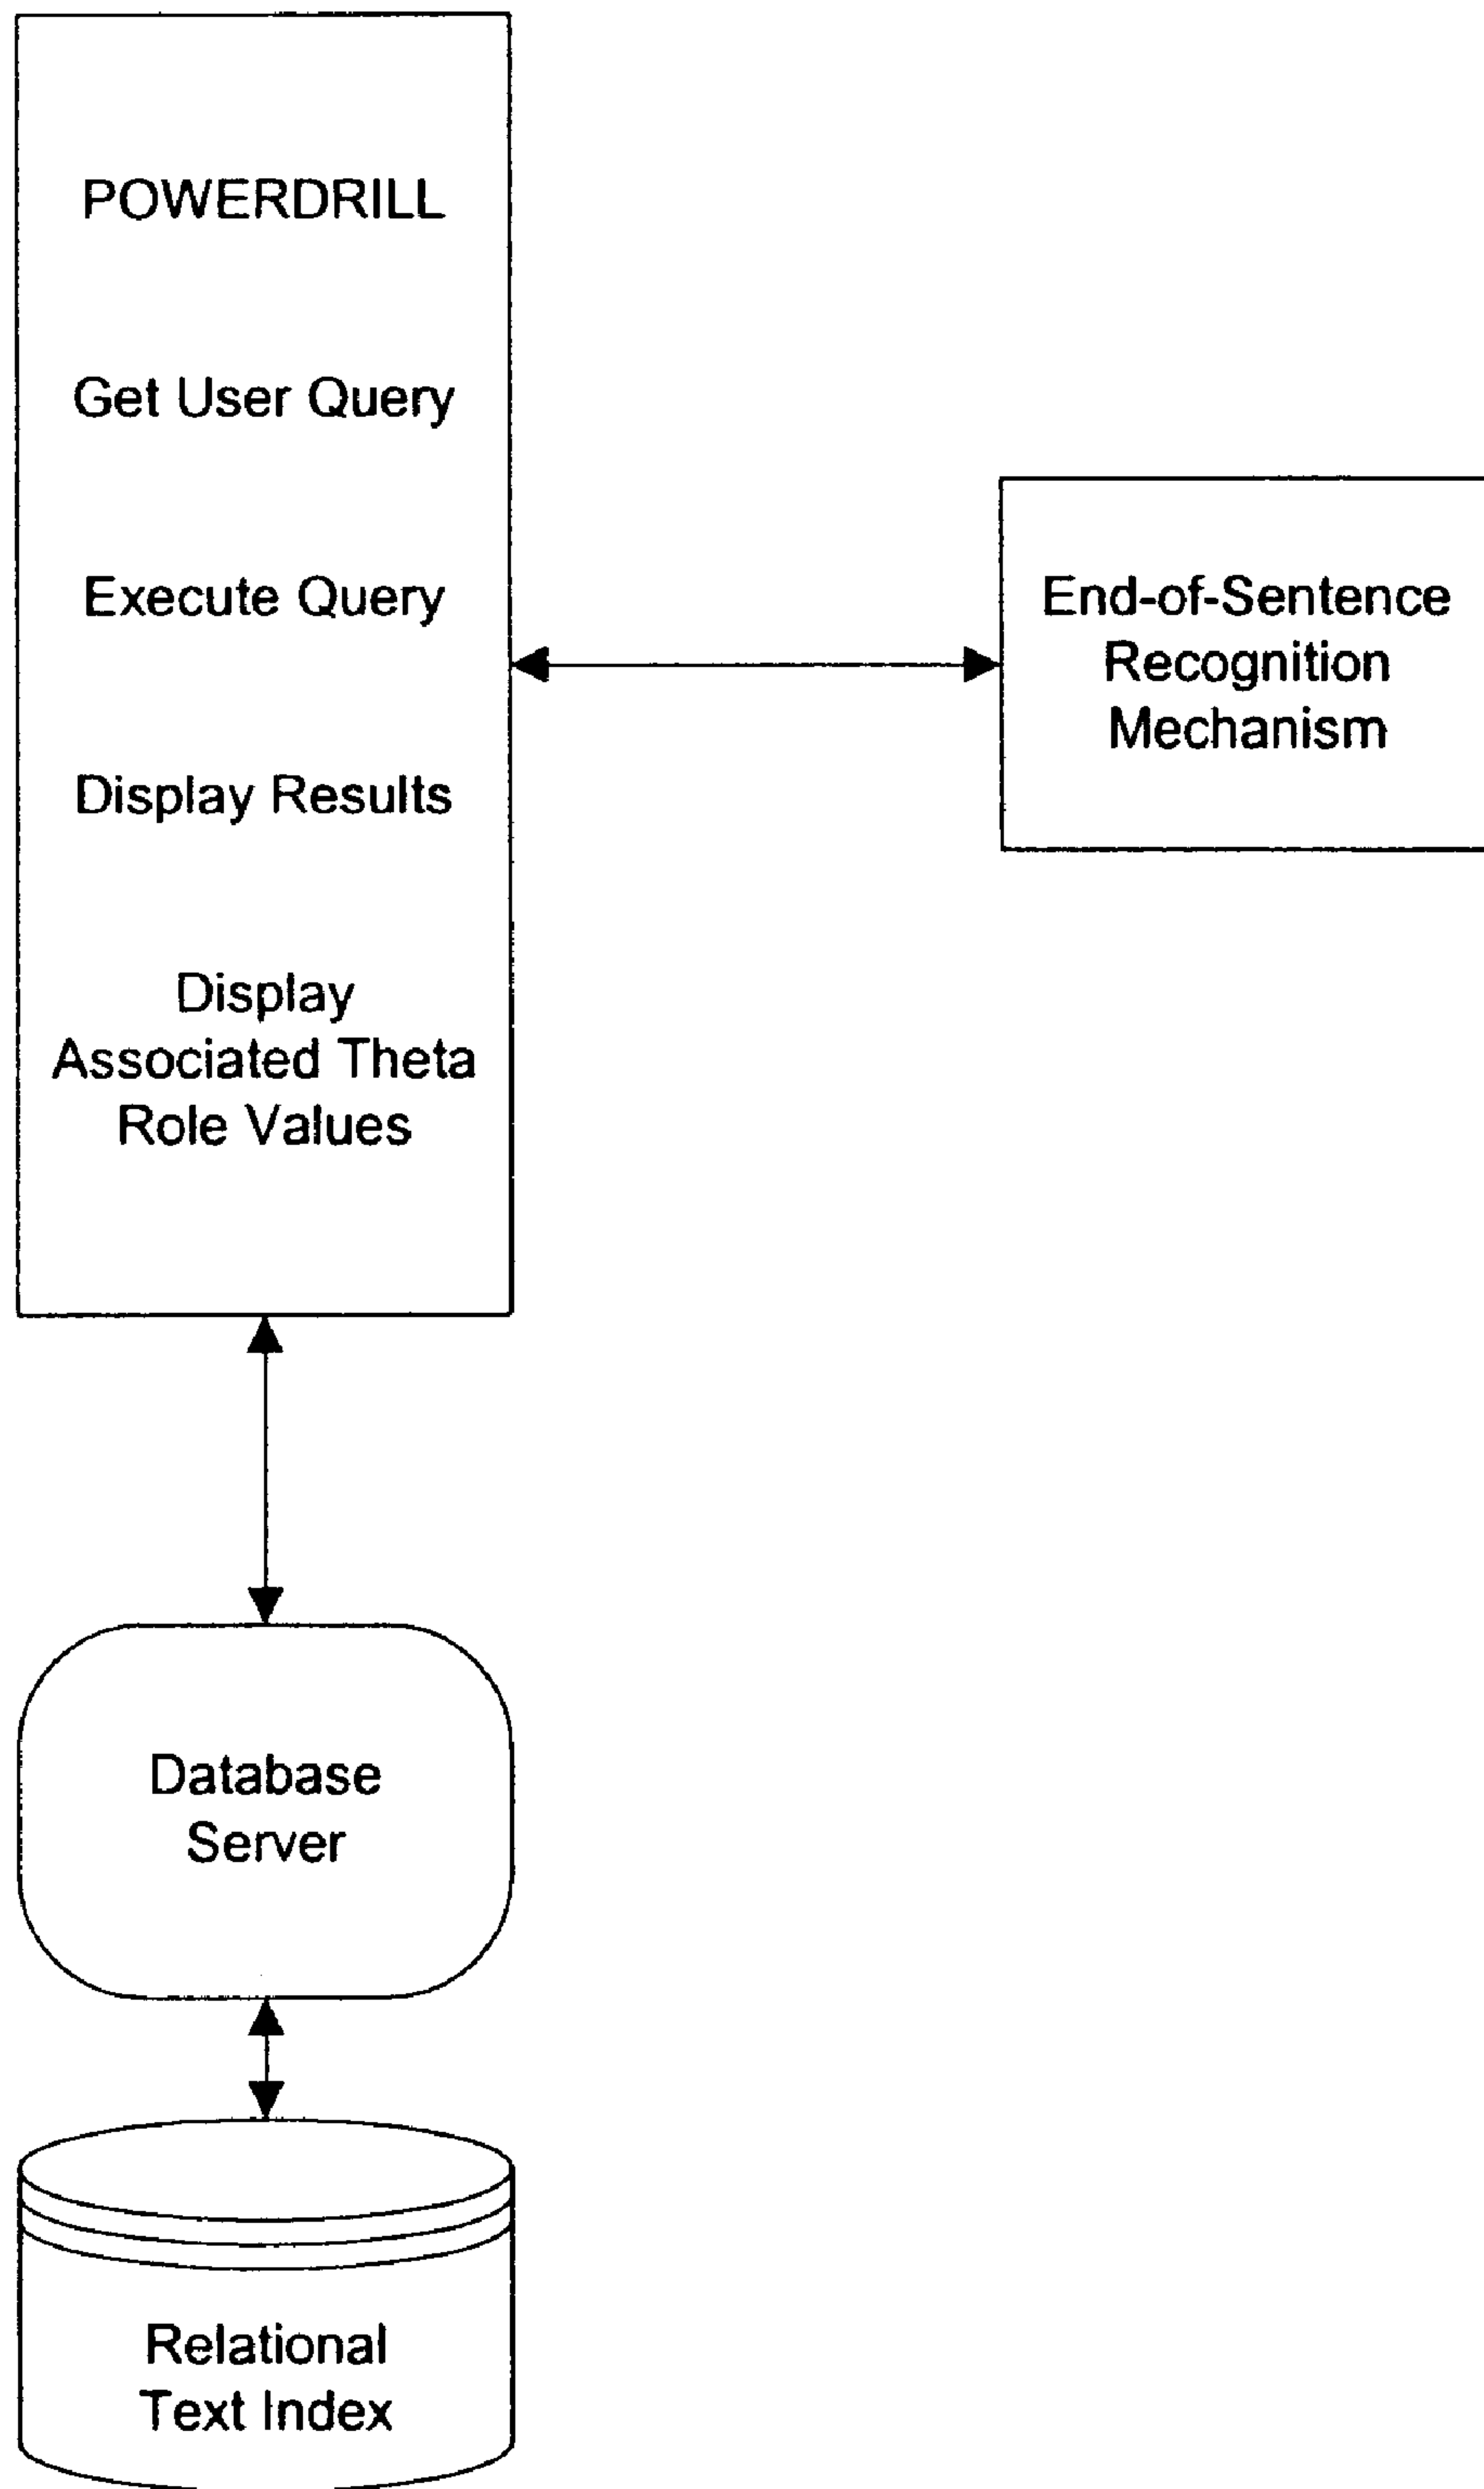 POWERDRILL
Get User Query
Execute Query
Display Results
Display
Associated Theta
Role Values
End-of-Sentence
Recognition
Mechanism
Database
Server
Relational
Text Index